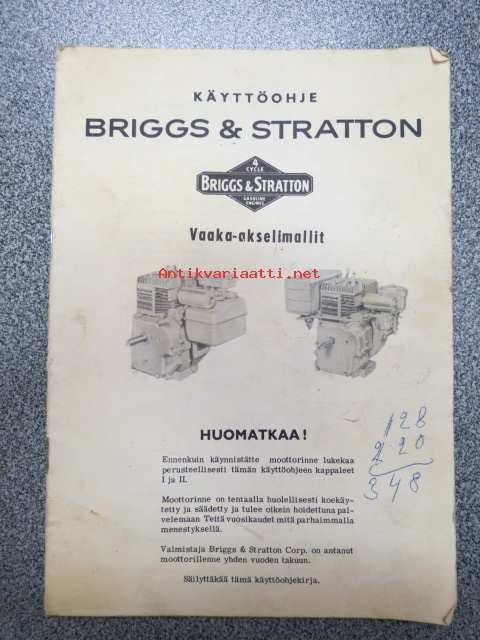 KÄYTTÖOHJE
BRIGGS & STRATTON
4
CYCLE
BRIGGS & STRATTON
GASOLINE
ENGINES
Vaaka-akselimallit
Antikvariaatti.net
HUOMATKAA!
128
220
348
Ennenkuin käynnistätte moottorinne lukekaa
perusteellisesti tämän käyttöohjeen kappaleet
I ja II.
Moottorinne on tehtaalla huolellisesti koekäy-
tetty ja säädetty ja tulee oikein hoidettuna pal-
velemaan Teitä vuosikaudet mitä parhaimmalla
menestyksellä.
Valmistaja Briggs & Stratton Corp. on antanut
moottorillenne yhden vuoden takuun.
Säilyttäkää tämä käyttöohjekirja.